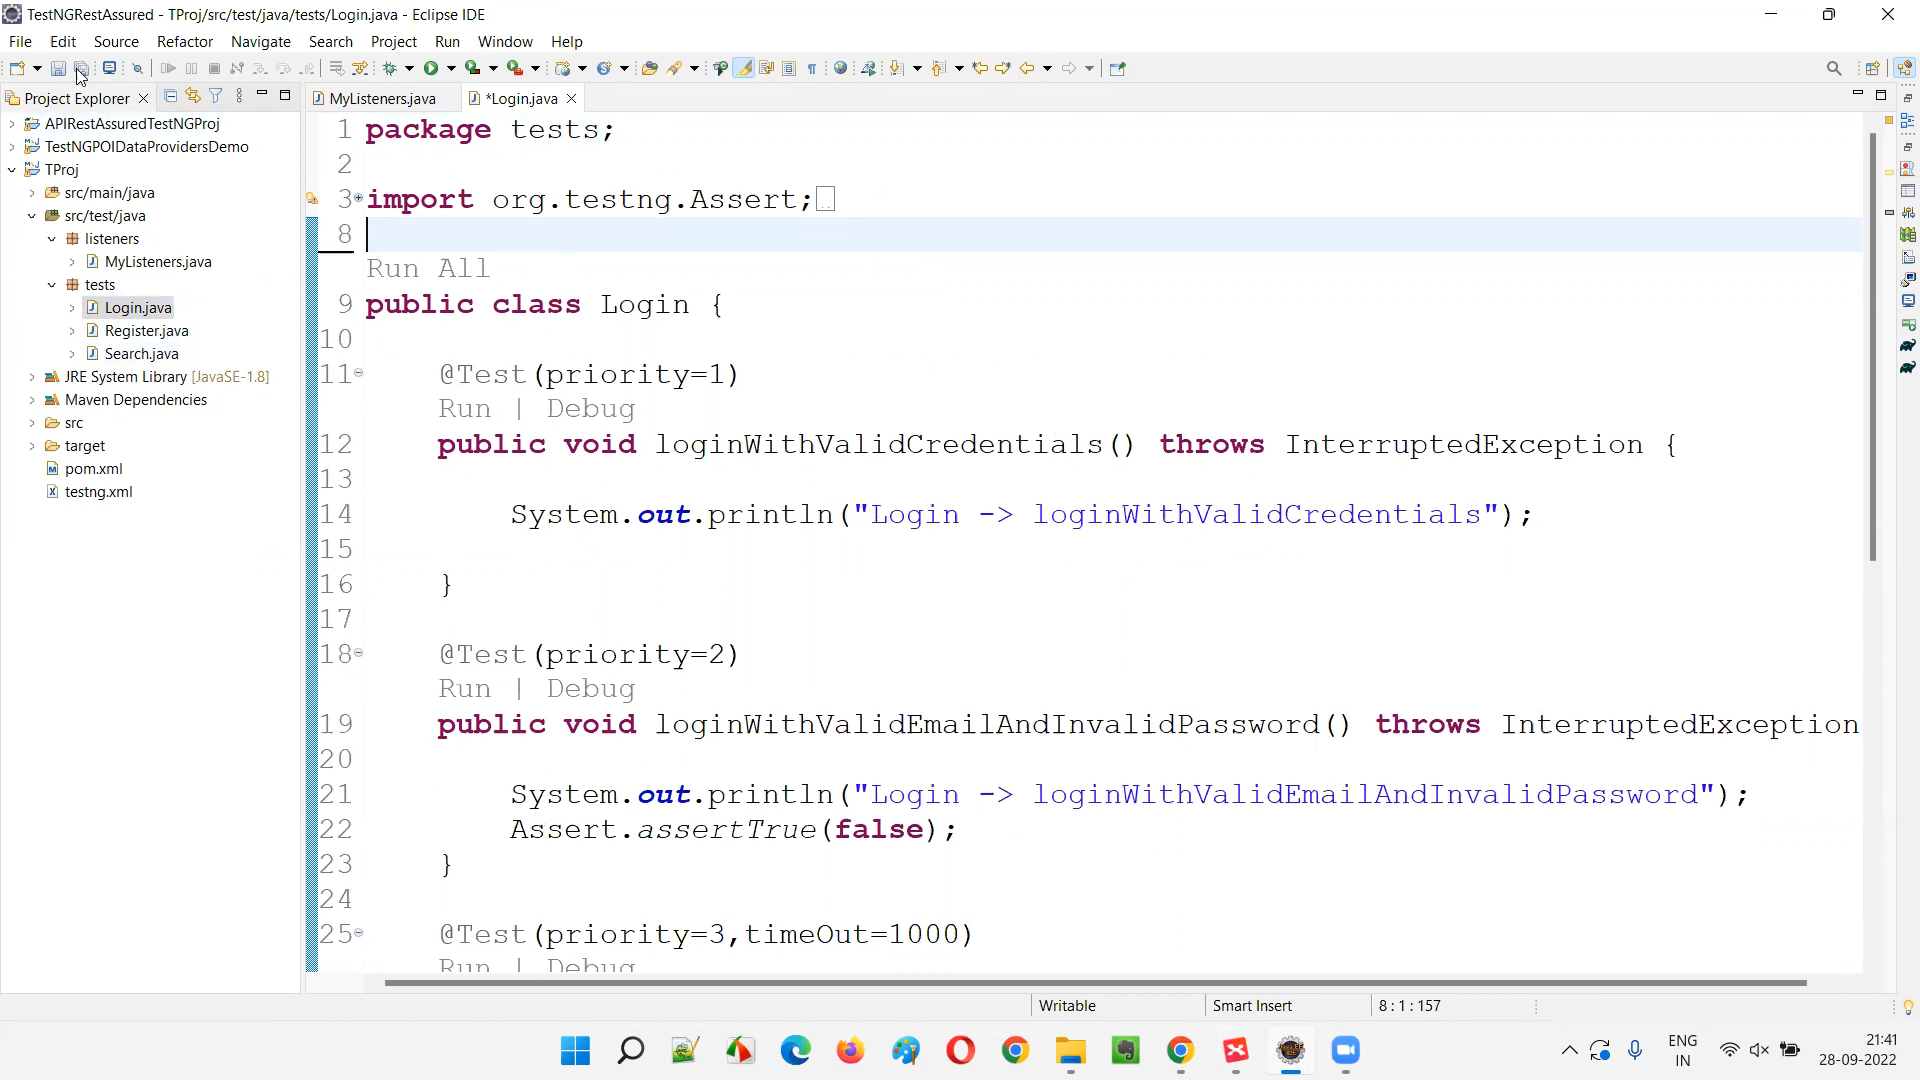 TestNGRestAssured - TProj/src/test/java/tests/Login.java - Eclipse IDE
File Edit Source Refactor Navigate Search Project Run Window Help
Project Explorer
MyListeners.java
*Login.java
APIRestAssuredTestNGProj
TestNGPOIDataProvidersDemo
TProj
src/main/java
src/test/java
listeners
MyListeners.java
tests
Login.java
Register.java
Search.java
JRE System Library [JavaSE-1.8]
Maven Dependencies
src
target
pom.xml
testng.xml
1 package tests;
2
3 import org.testng.Assert;
8
Run All
9 public class Login {
10
11 @Test(priority=1)
Run | Debug
12 public void loginWithValidCredentials() throws InterruptedException {
13
14 System.out.println("Login -> loginWithValidCredentials");
15
16 }
17
18 @Test(priority=2)
Run | Debug
19 public void loginWithValidEmailAndInvalidPassword() throws InterruptedException
20
21 System.out.println("Login -> loginWithValidEmailAndInvalidPassword");
22 Assert.assertTrue(false);
23 }
24
25 @Test(priority=3,timeOut=1000)
Run | Debug
Writable
Smart Insert
8 : 1 : 157
ENG
IN
21:41
28-09-2022